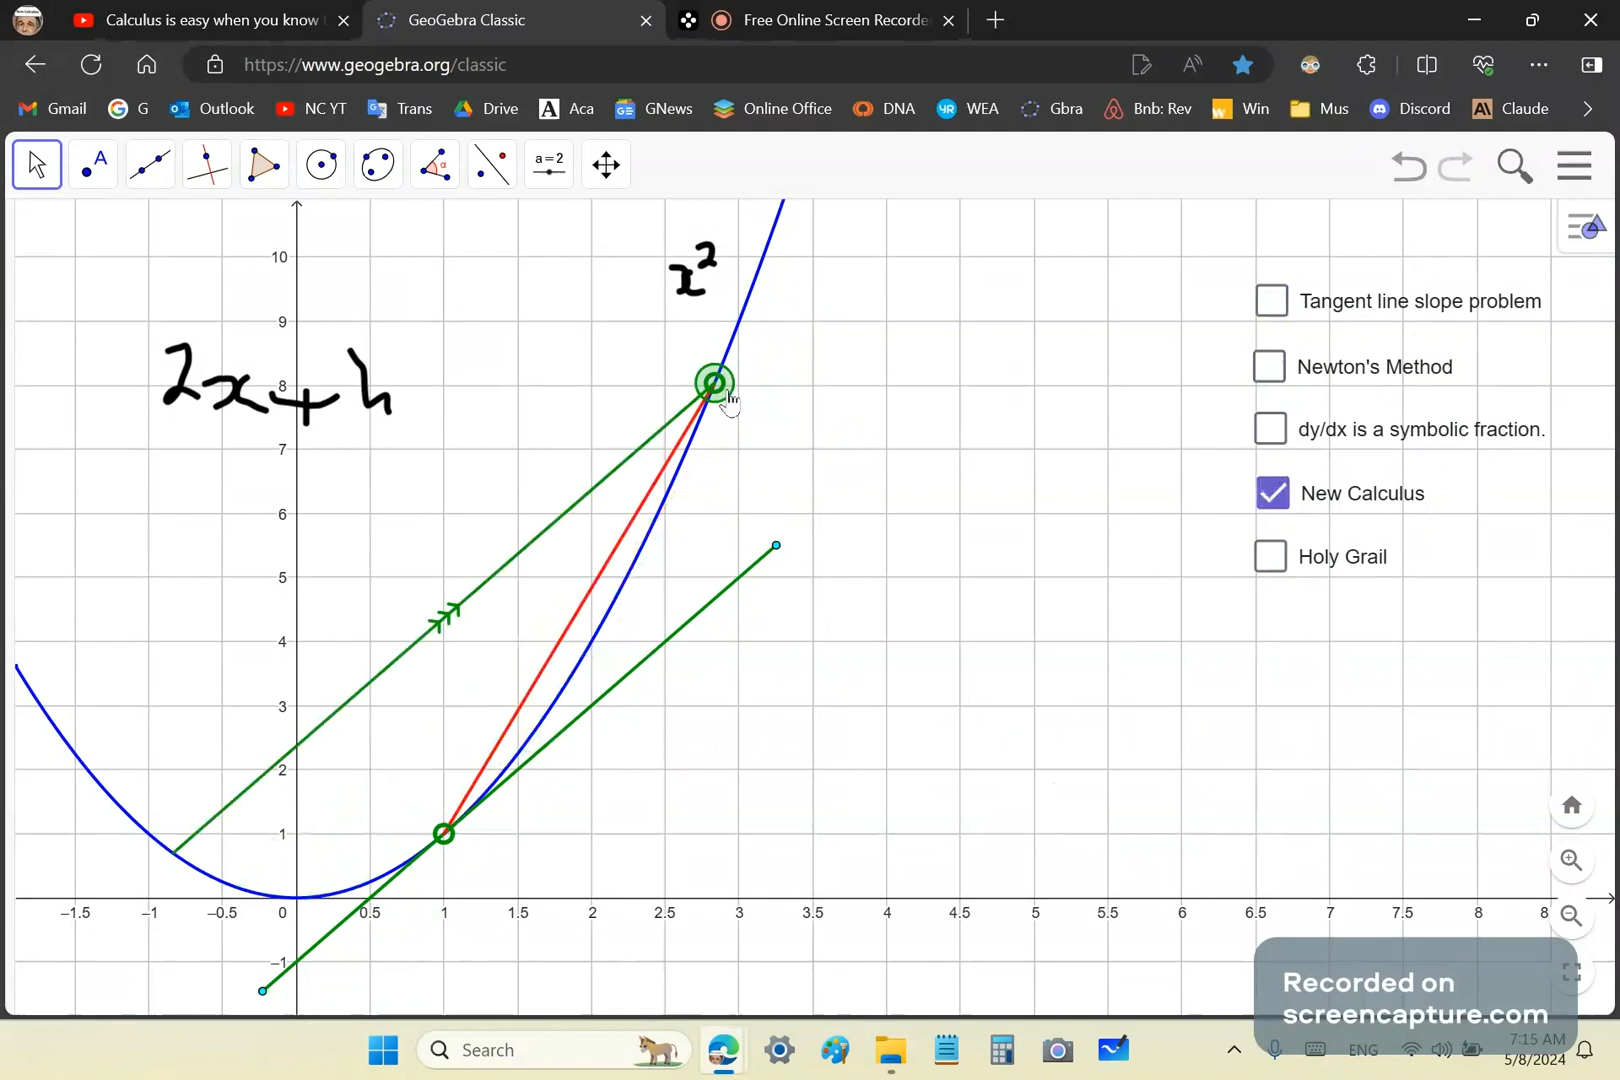 Calculus is easy when you know
GeoGebra Classic
Free Online Screen Recorde
https://www.geogebra.org/classic
Gmail
G
Outlook
NC YT
Trans
Drive
Aca
GNews
Online Office
DNA
WEA
Gbra
Bnb: Rev
Win
Mus
Discord
Claude
A
a=2
x²
2x+h
10
9
8
7
6
5
4
3
2
1
–1
–1.5
–1
–0.5
0
0.5
1
1.5
2
2.5
3
3.5
4
4.5
5
5.5
6
6.5
7
7.5
8
8
Tangent line slope problem
Newton's Method
dy/dx is a symbolic fraction.
New Calculus
Holy Grail
Recorded on
screencapture.com
Search
ENG
7:15 AM
5/8/2024